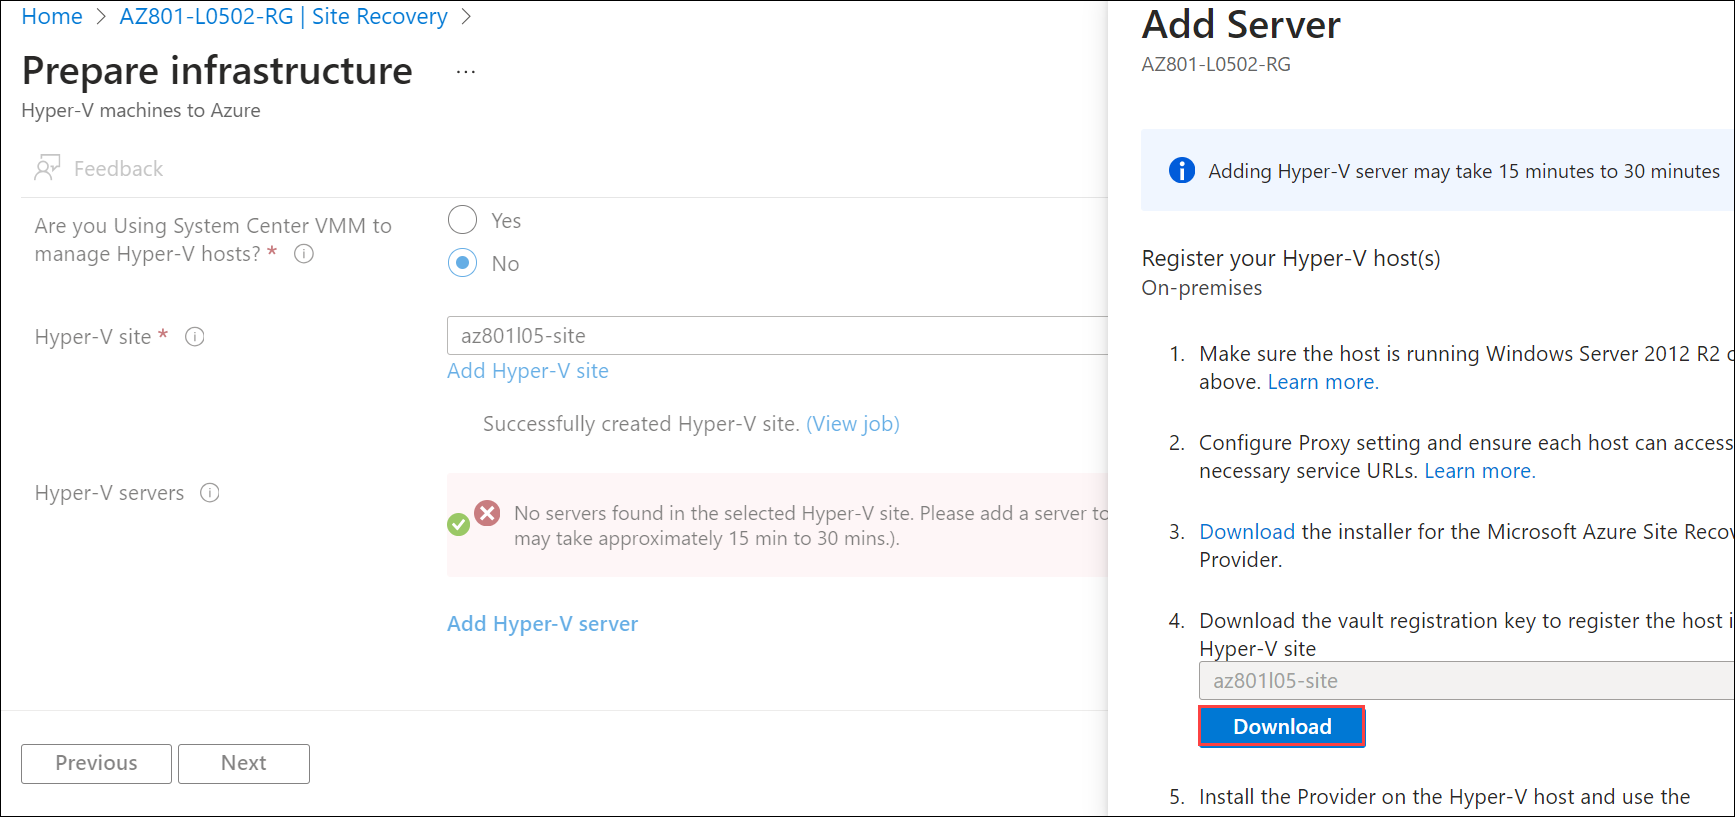 Home > AZ801-L0502-RG | Site Recovery >
Prepare infrastructure ...
Hyper-V machines to Azure
Feedback
Are you Using System Center VMM to
manage Hyper-V hosts? *
Yes
No
Hyper-V site *
az801l05-site
Add Hyper-V site
Successfully created Hyper-V site. (View job)
Hyper-V servers
No servers found in the selected Hyper-V site. Please add a server to
may take approximately 15 min to 30 mins.).
Add Hyper-V server
Previous
Next
Add Server
AZ801-L0502-RG
Adding Hyper-V server may take 15 minutes to 30 minutes
Register your Hyper-V host(s)
On-premises
1. Make sure the host is running Windows Server 2012 R2
above. Learn more.
2. Configure Proxy setting and ensure each host can access
necessary service URLs. Learn more.
3. Download the installer for the Microsoft Azure Site Reco
Provider.
4. Download the vault registration key to register the host i
Hyper-V site
az801l05-site
Download
5. Install the Provider on the Hyper-V host and use the